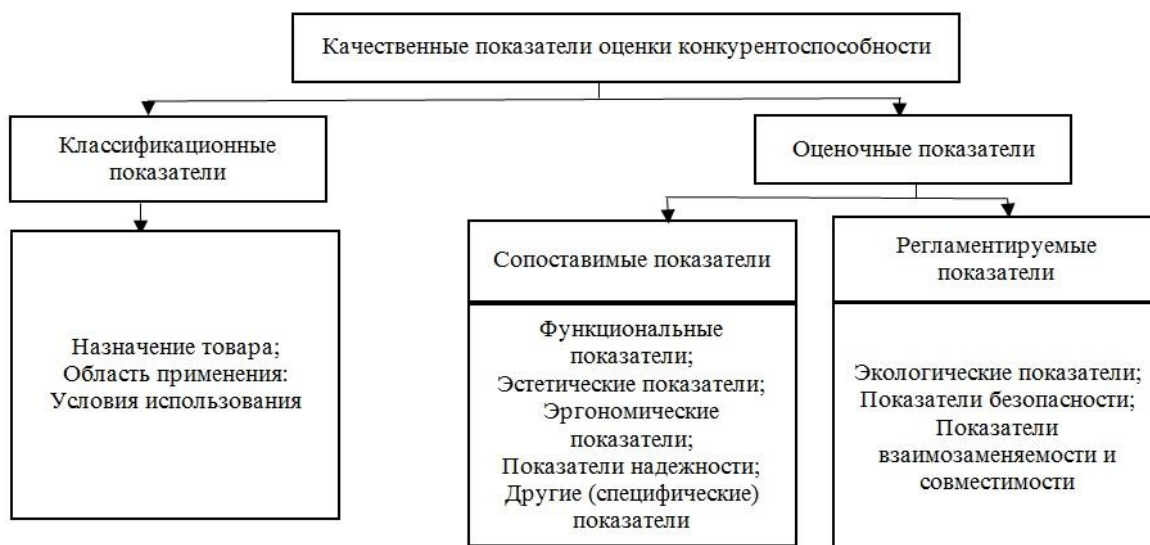 Качественные показатели оценки конкурентоспособности
Классификационные
показатели
Оценочные показатели
Назначение товара;
Область применения:
Условия использования
Сопоставимые показатели
Функциональные
показатели;
Эстетические показатели;
Эргономические
показатели;
Показатели надежности;
Другие (специфические)
показатели
Регламентируемые
показатели
Экологические показатели;
Показатели безопасности;
Показатели
взаимозаменяемости и
совместимости